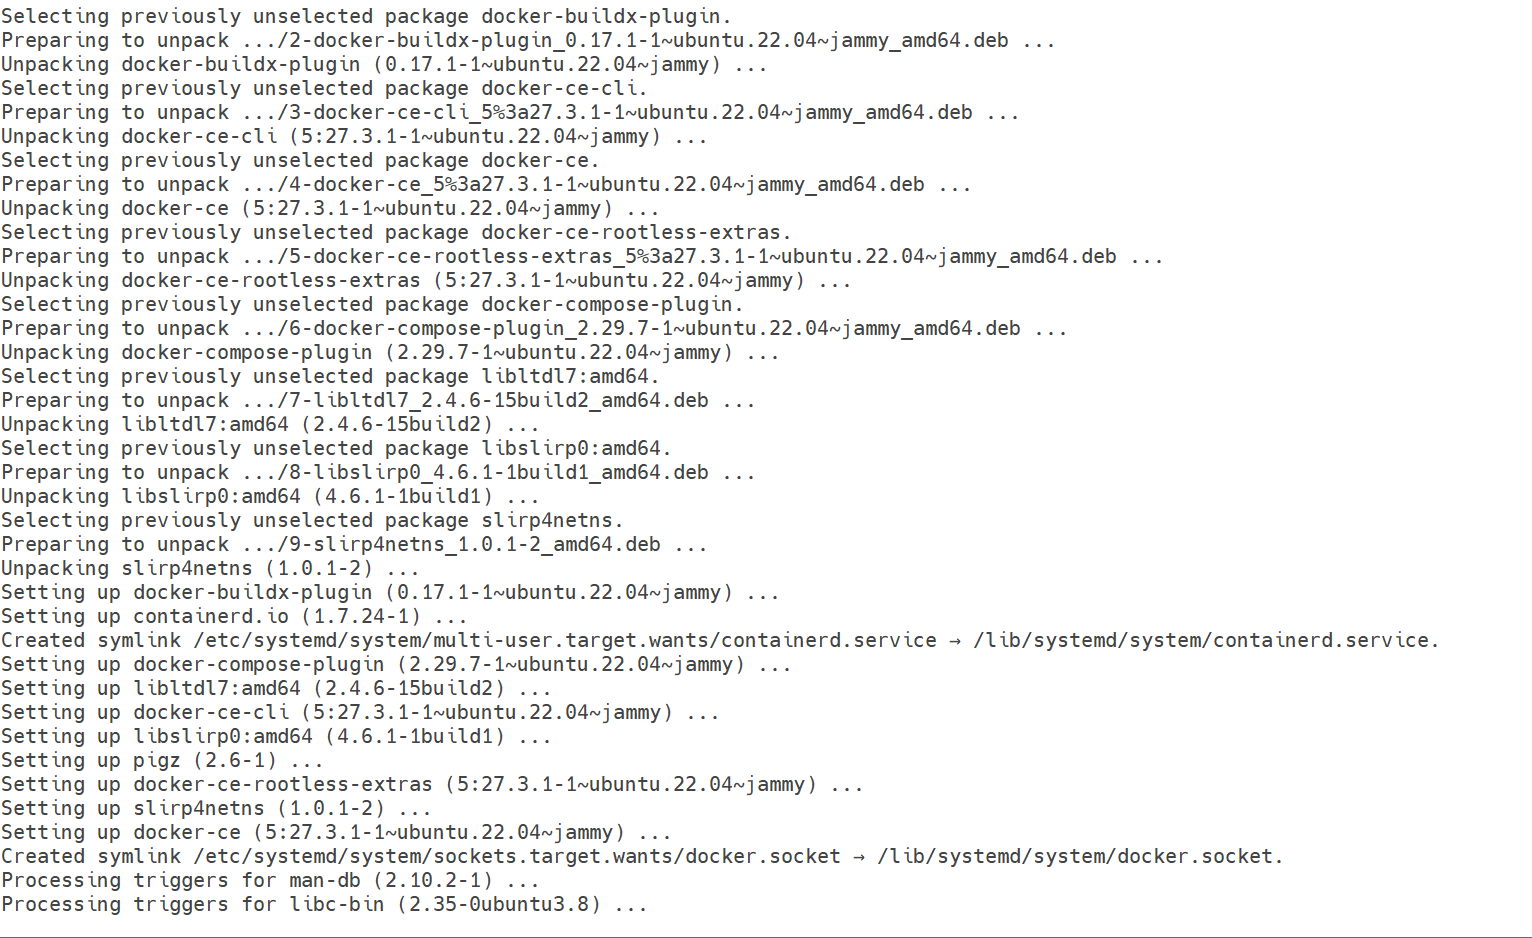 Selecting previously unselected package docker-buildx-plugin.
Preparing to unpack .../2-docker-buildx-plugin_0.17.1-1~ubuntu.22.04~jammy_amd64.deb ...
Unpacking docker-buildx-plugin (0.17.1-1~ubuntu.22.04~jammy) ...
Selecting previously unselected package docker-ce-cli.
Preparing to unpack .../3-docker-ce-cli_5%3a27.3.1-1~ubuntu.22.04~jammy_amd64.deb ...
Unpacking docker-ce-cli (5:27.3.1-1~ubuntu.22.04~jammy) ...
Selecting previously unselected package docker-ce.
Preparing to unpack .../4-docker-ce_5%3a27.3.1-1~ubuntu.22.04~jammy_amd64.deb ...
Unpacking docker-ce (5:27.3.1-1~ubuntu.22.04~jammy) ...
Selecting previously unselected package docker-ce-rootless-extras.
Preparing to unpack .../5-docker-ce-rootless-extras_5%3a27.3.1-1~ubuntu.22.04~jammy_amd64.deb ...
Unpacking docker-ce-rootless-extras (5:27.3.1-1~ubuntu.22.04~jammy) ...
Selecting previously unselected package docker-compose-plugin.
Preparing to unpack .../6-docker-compose-plugin_2.29.7-1~ubuntu.22.04~jammy_amd64.deb ...
Unpacking docker-compose-plugin (2.29.7-1~ubuntu.22.04~jammy) ...
Selecting previously unselected package libltdl7:amd64.
Preparing to unpack .../7-libltdl7_2.4.6-15build2_amd64.deb ...
Unpacking libltdl7:amd64 (2.4.6-15build2) ...
Selecting previously unselected package libslirp0:amd64.
Preparing to unpack .../8-libslirp0_4.6.1-1build1_amd64.deb ...
Unpacking libslirp0:amd64 (4.6.1-1build1) ...
Selecting previously unselected package slirp4netns.
Preparing to unpack .../9-slirp4netns_1.0.1-2_amd64.deb ...
Unpacking slirp4netns (1.0.1-2) ...
Setting up docker-buildx-plugin (0.17.1-1~ubuntu.22.04~jammy) ...
Setting up containerd.io (1.7.24-1) ...
Created symlink /etc/systemd/system/multi-user.target.wants/containerd.service → /lib/systemd/system/containerd.service.
Setting up docker-compose-plugin (2.29.7-1~ubuntu.22.04~jammy) ...
Setting up libltdl7:amd64 (2.4.6-15build2) ...
Setting up docker-ce-cli (5:27.3.1-1~ubuntu.22.04~jammy) ...
Setting up libslirp0:amd64 (4.6.1-1build1) ...
Setting up pigz (2.6-1) ...
Setting up docker-ce-rootless-extras (5:27.3.1-1~ubuntu.22.04~jammy) ...
Setting up slirp4netns (1.0.1-2) ...
Setting up docker-ce (5:27.3.1-1~ubuntu.22.04~jammy) ...
Created symlink /etc/systemd/system/sockets.target.wants/docker.socket → /lib/systemd/system/docker.socket.
Processing triggers for man-db (2.10.2-1) ...
Processing triggers for libc-bin (2.35-0ubuntu3.8) ...